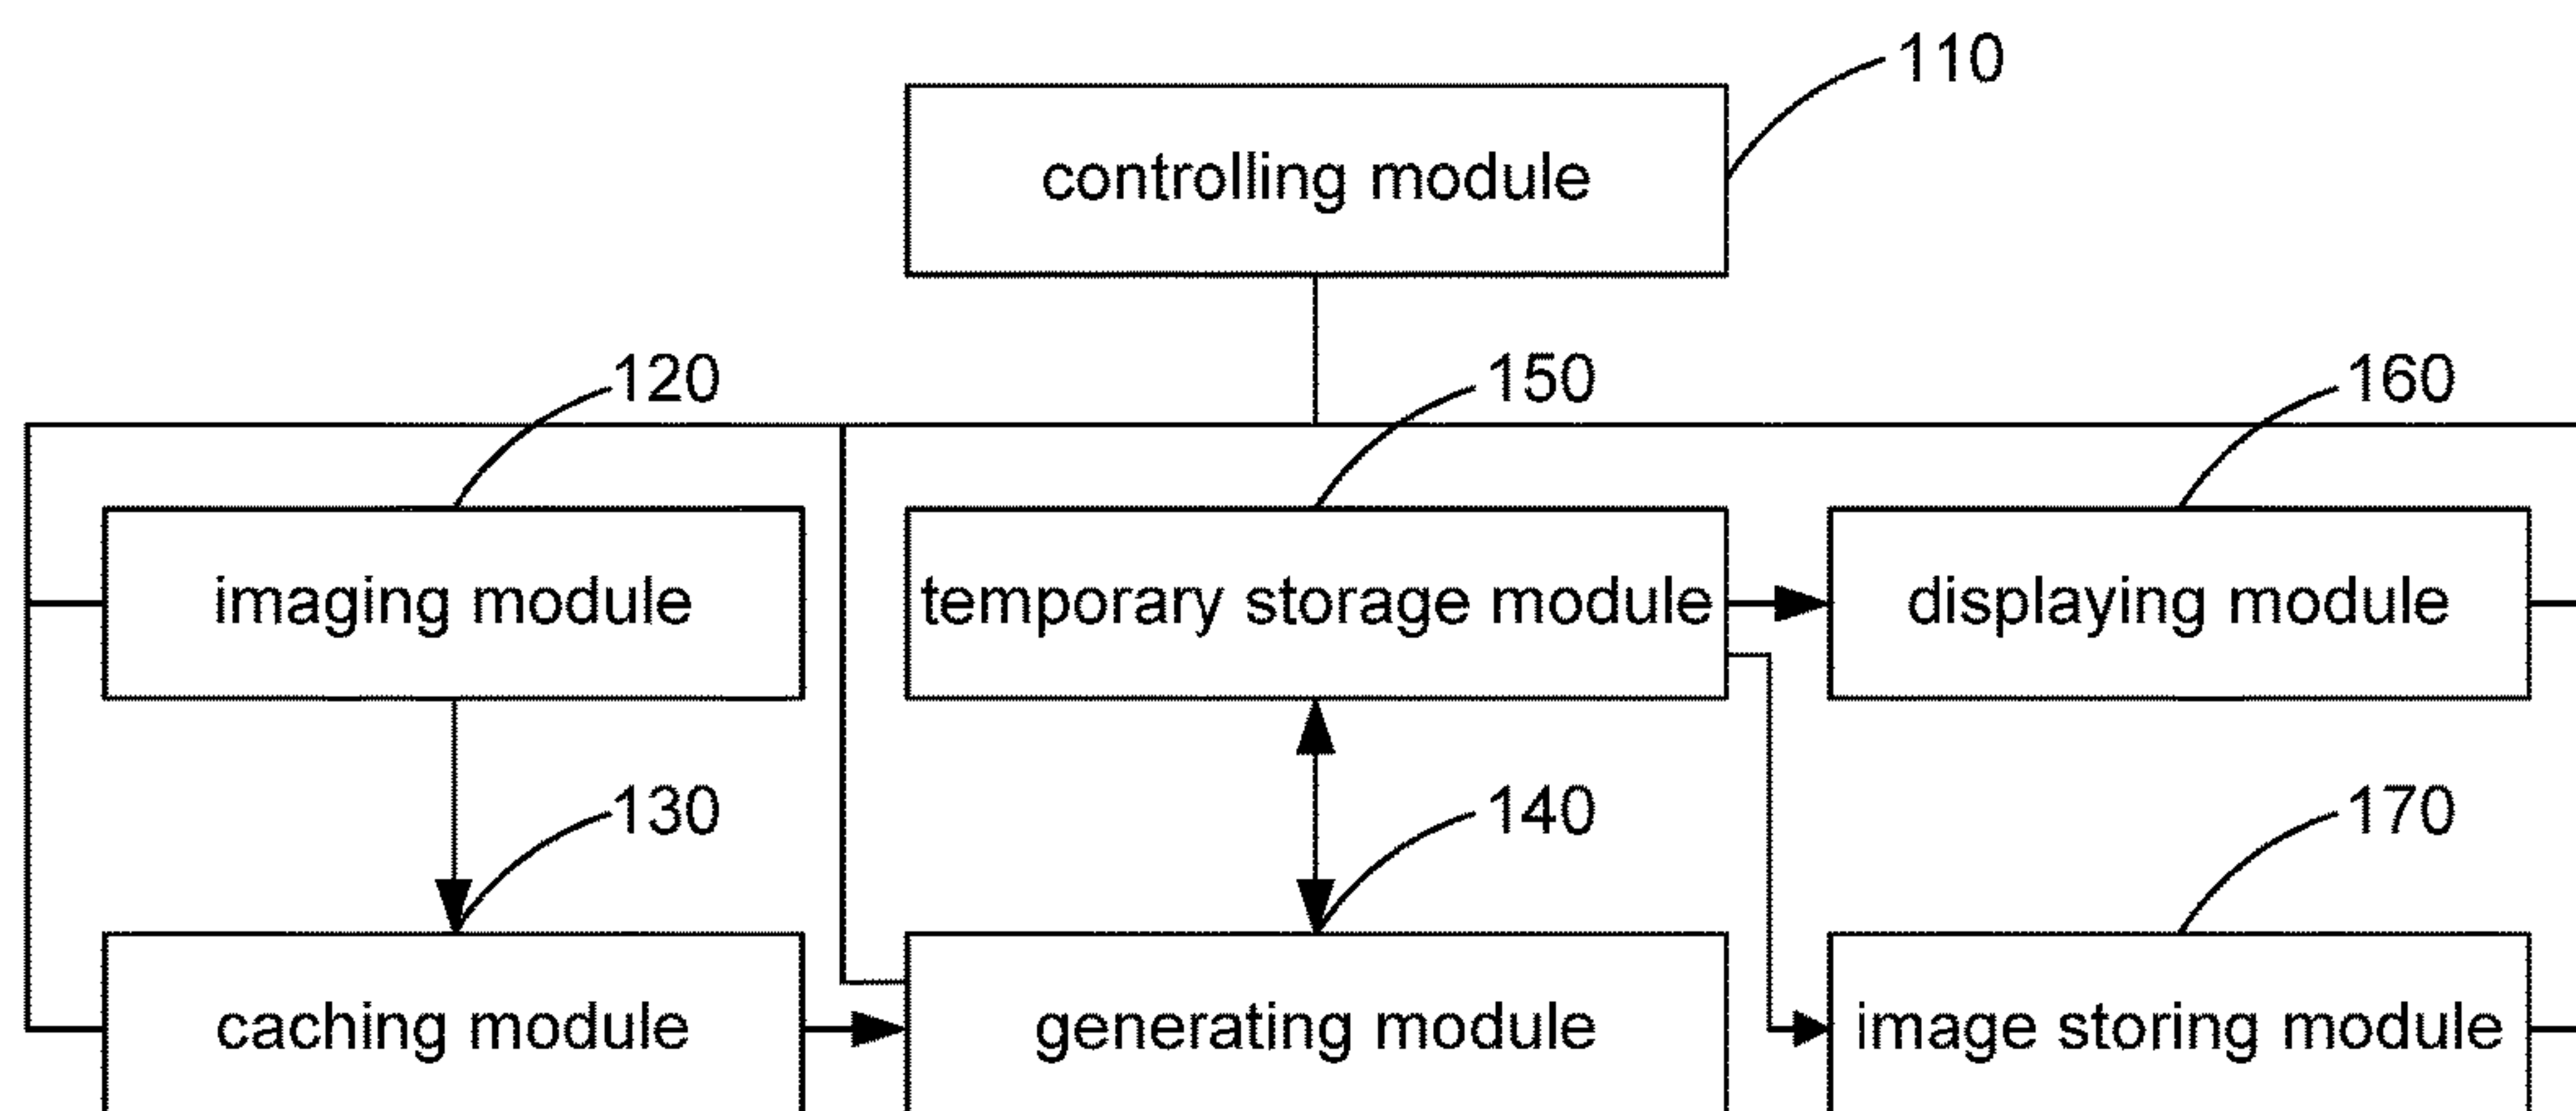 110
controlling module
120
150
160
imaging module
temporary storage module
displaying module
130
140
170
caching module
generating module
image storing module